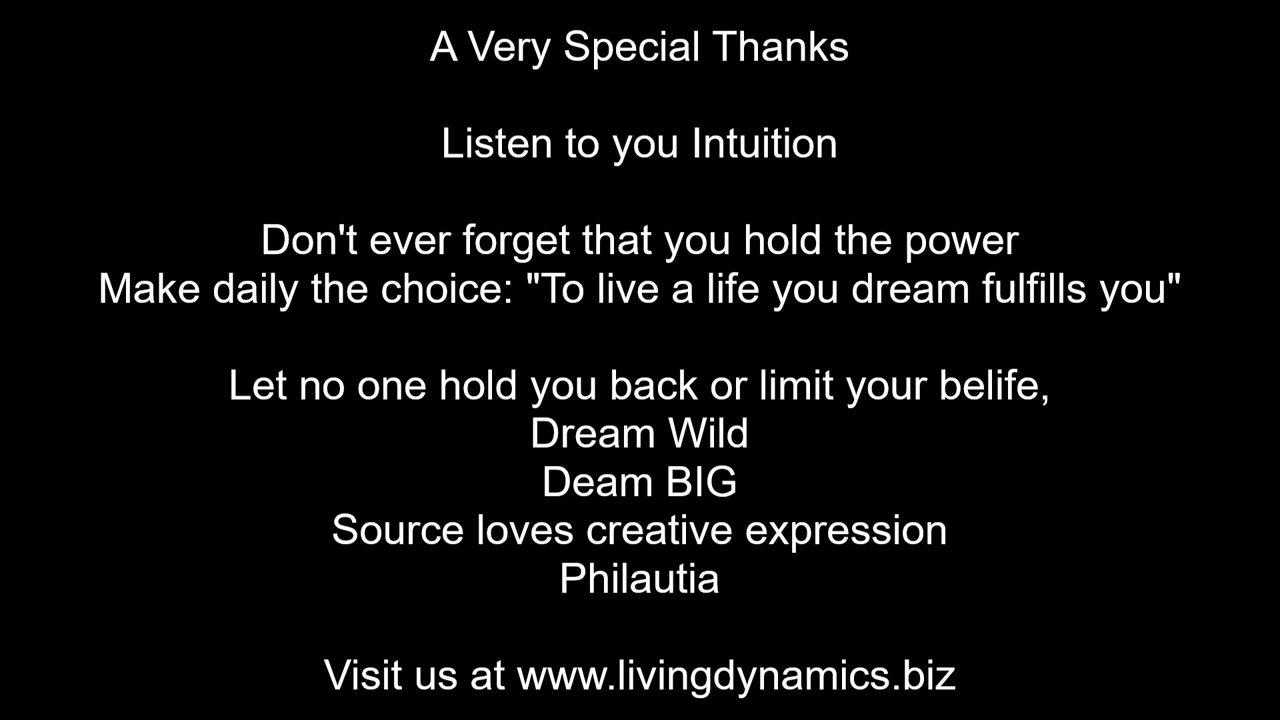 A Very Special Thanks
Listen to you Intuition
Don't ever forget that you hold the power
Make daily the choice: "To live a life you dream fulfills you"
Let no one hold you back or limit your belife,
Dream Wild
Deam BIG
Source loves creative expression
Philautia
Visit us at www.livingdynamics.biz